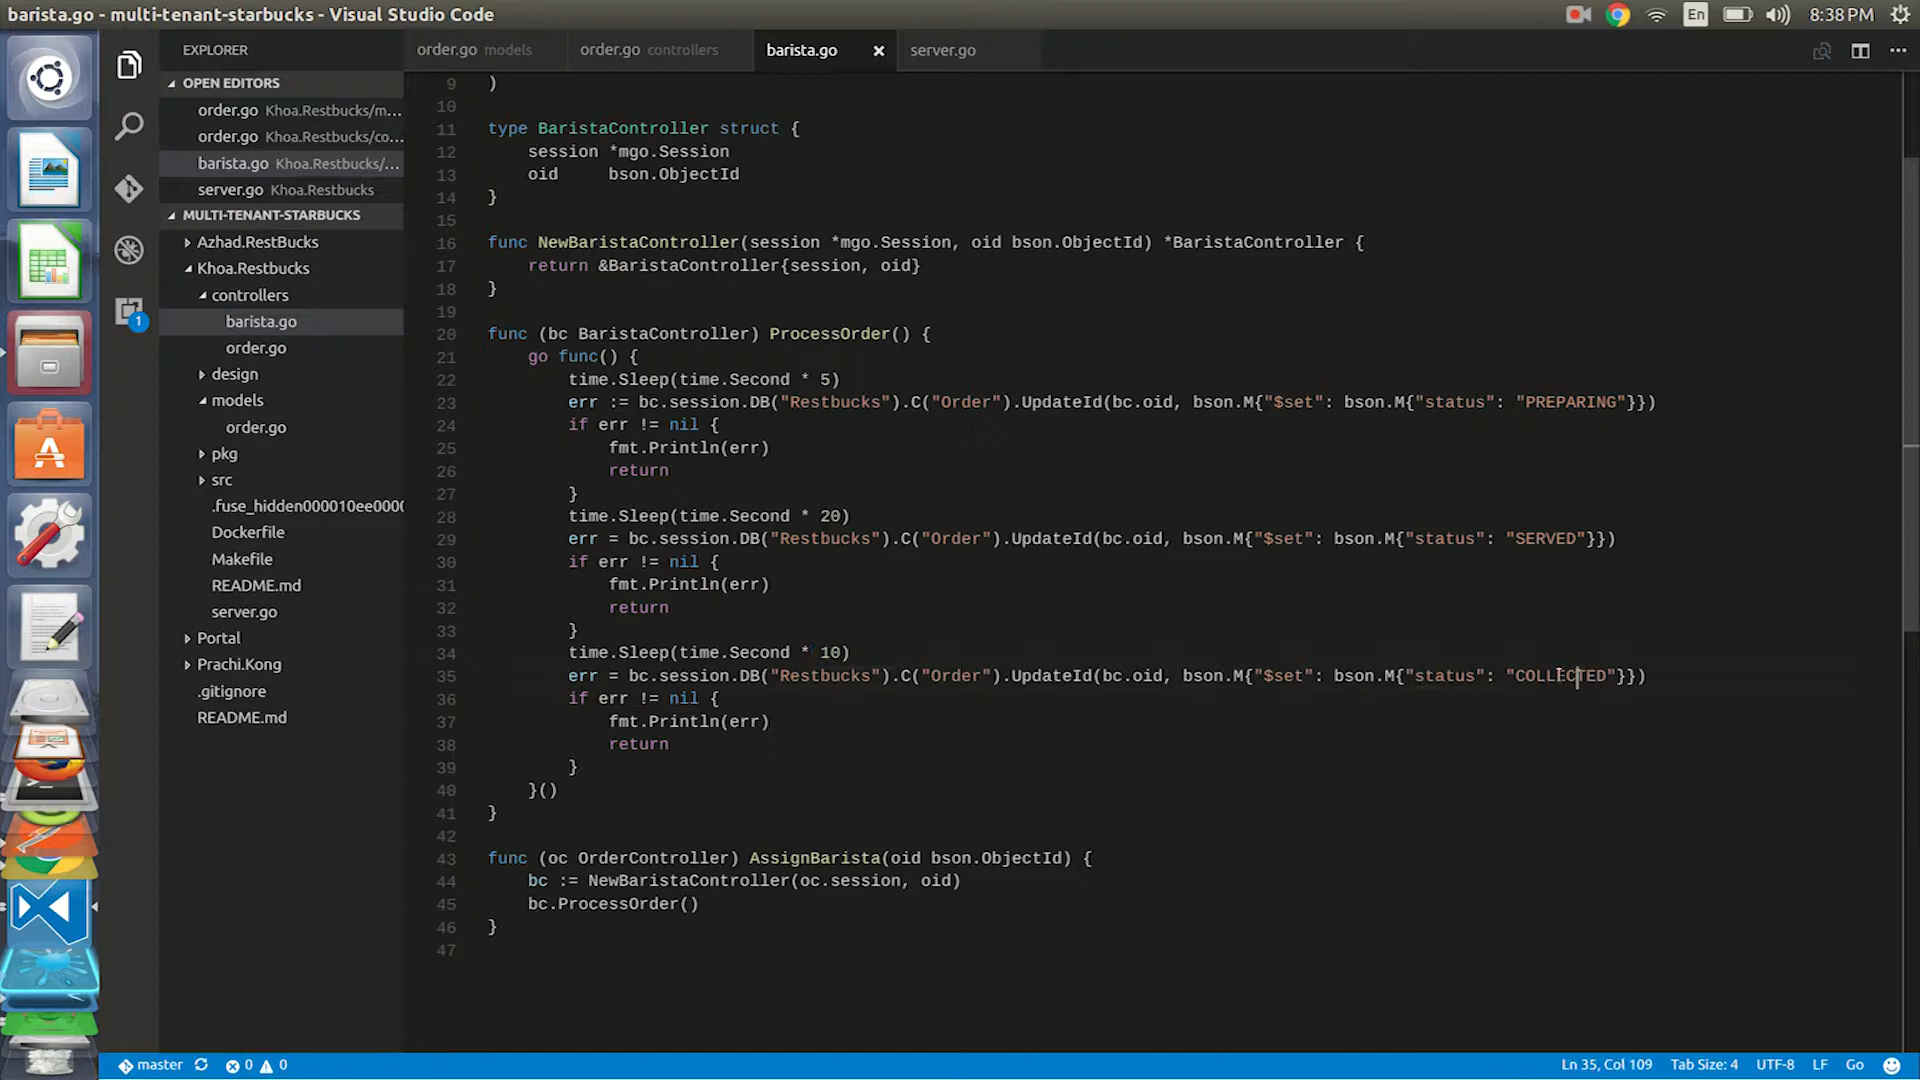 barista.go - multi-tenant-starbucks - Visual Studio Code
En
8:38 PM
EXPLORER
order.go models
order.go controllers
barista.go
server.go
OPEN EDITORS
order.go Khoa.Restbucks/m...
order.go Khoa.Restbucks/co...
barista.go Khoa.Restbucks/...
server.go Khoa.Restbucks
MULTI-TENANT-STARBUCKS
Azhad.RestBucks
Khoa.Restbucks
controllers
barista.go
order.go
design
models
order.go
pkg
src
.fuse_hidden000010ee0000
Dockerfile
Makefile
README.md
server.go
Portal
Prachi.Kong
.gitignore
README.md
1
9 )
10
11 type BaristaController struct {
12 session *mgo.Session
13 oid bson.ObjectId
14 }
15
16 func NewBaristaController(session *mgo.Session, oid bson.ObjectId) *BaristaController {
17 return &BaristaController{session, oid}
18 }
19
20 func (bc BaristaController) ProcessOrder() {
21 go func() {
22 time.Sleep(time.Second * 5)
23 err := bc.session.DB("Restbucks").C("Order").UpdateId(bc.oid, bson.M{"$set": bson.M{"status": "PREPARING"}})
24 if err != nil {
25 fmt.Println(err)
26 return
27 }
28 time.Sleep(time.Second * 20)
29 err = bc.session.DB("Restbucks").C("Order").UpdateId(bc.oid, bson.M{"$set": bson.M{"status": "SERVED"}})
30 if err != nil {
31 fmt.Println(err)
32 return
33 }
34 time.Sleep(time.Second * 10)
35 err = bc.session.DB("Restbucks").C("Order").UpdateId(bc.oid, bson.M{"$set": bson.M{"status": "COLLECTED"}})
36 if err != nil {
37 fmt.Println(err)
38 return
39 }
40 }()
41 }
42
43 func (oc OrderController) AssignBarista(oid bson.ObjectId) {
44 bc := NewBaristaController(oc.session, oid)
45 bc.ProcessOrder()
46 }
47
master
0
0
Ln 35, Col 109
Tab Size: 4
UTF-8
LF
Go